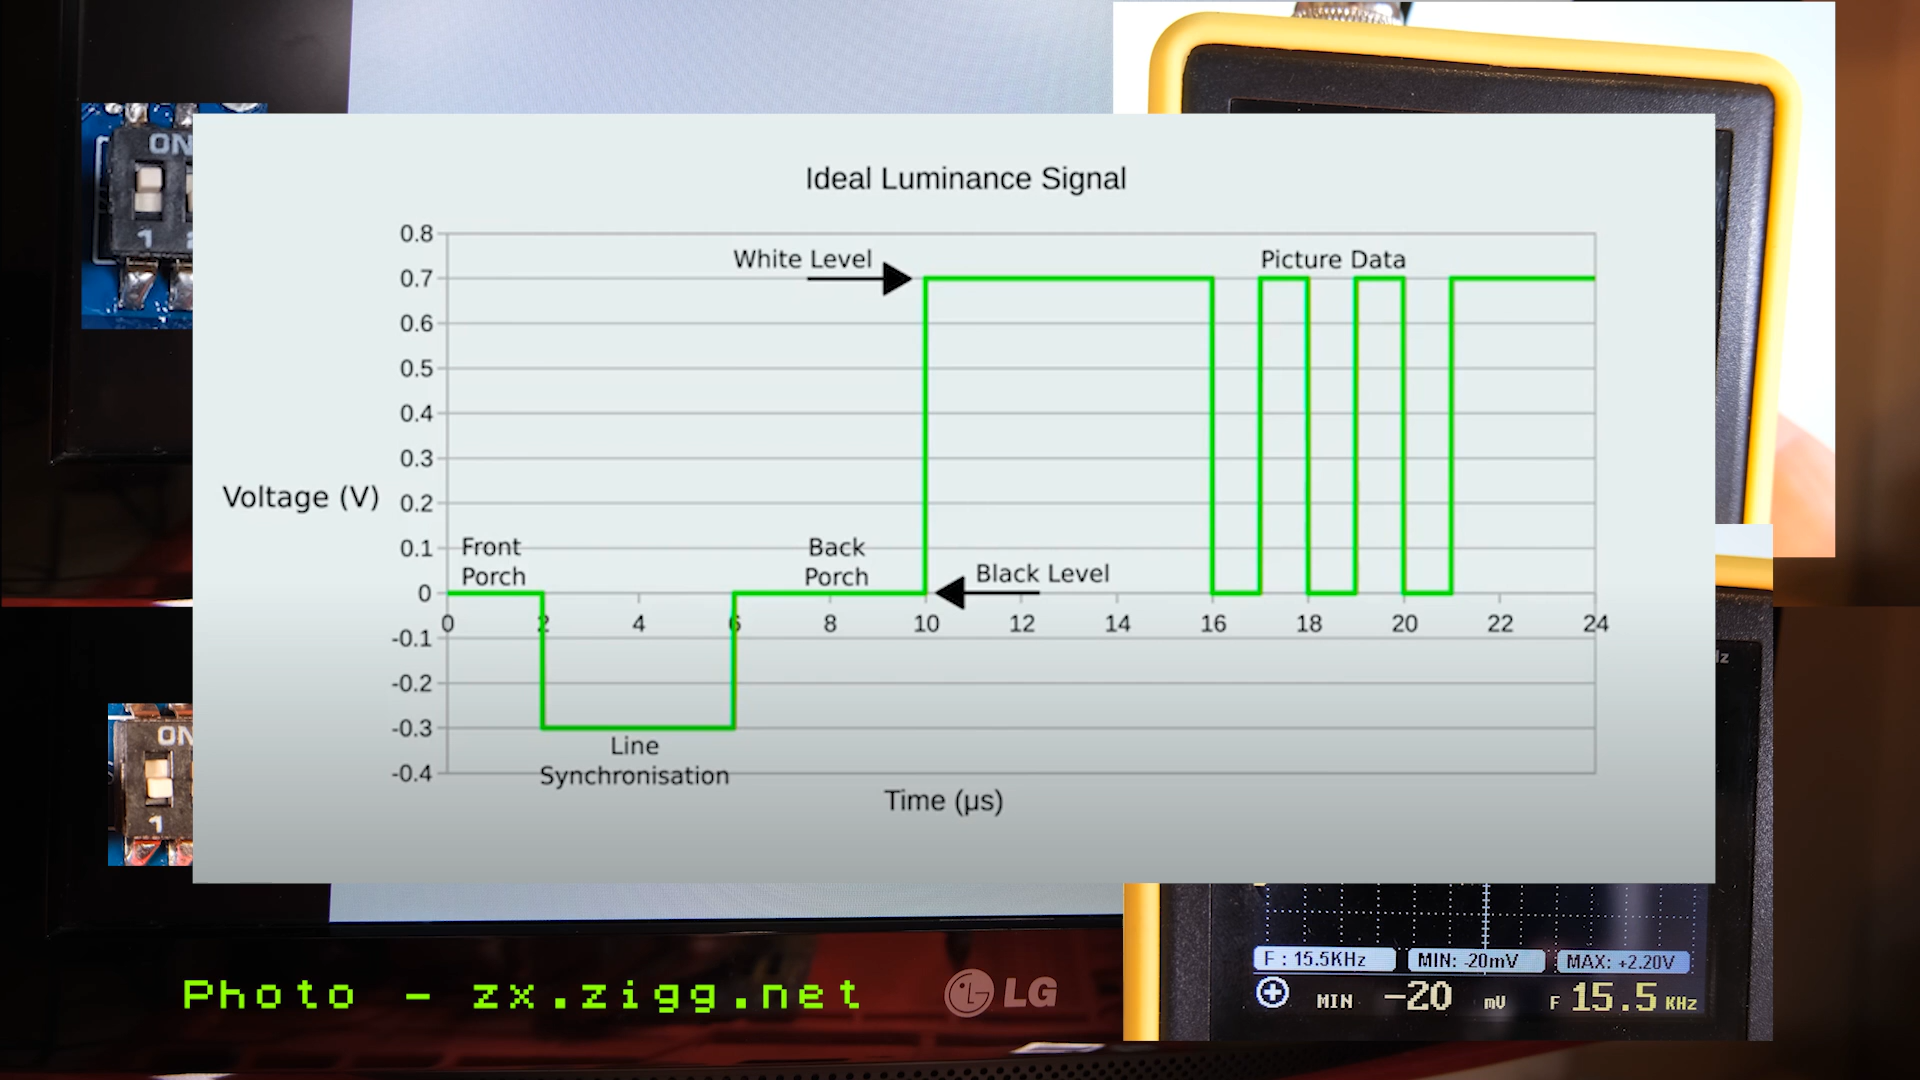 ON
1
Ideal Luminance Signal
0.8
White Level
Picture Data
0.7
0.6
0.5
0.4
0.3
Voltage (V)
0.2
Front
Porch
Back
Porch
0.1
Black Level
0
0 2 4 6 8 10 12 14 16 18 20 22 24
-0.1
-0.2
-0.3
Line
Synchronisation
-0.4
Time (µs)
ON
1
F : 15.5KHz MIN: -20mV MAX: +2.20V
MIN -20 mV F 15.5 KHz
Photo - zx.zigg.net
LG